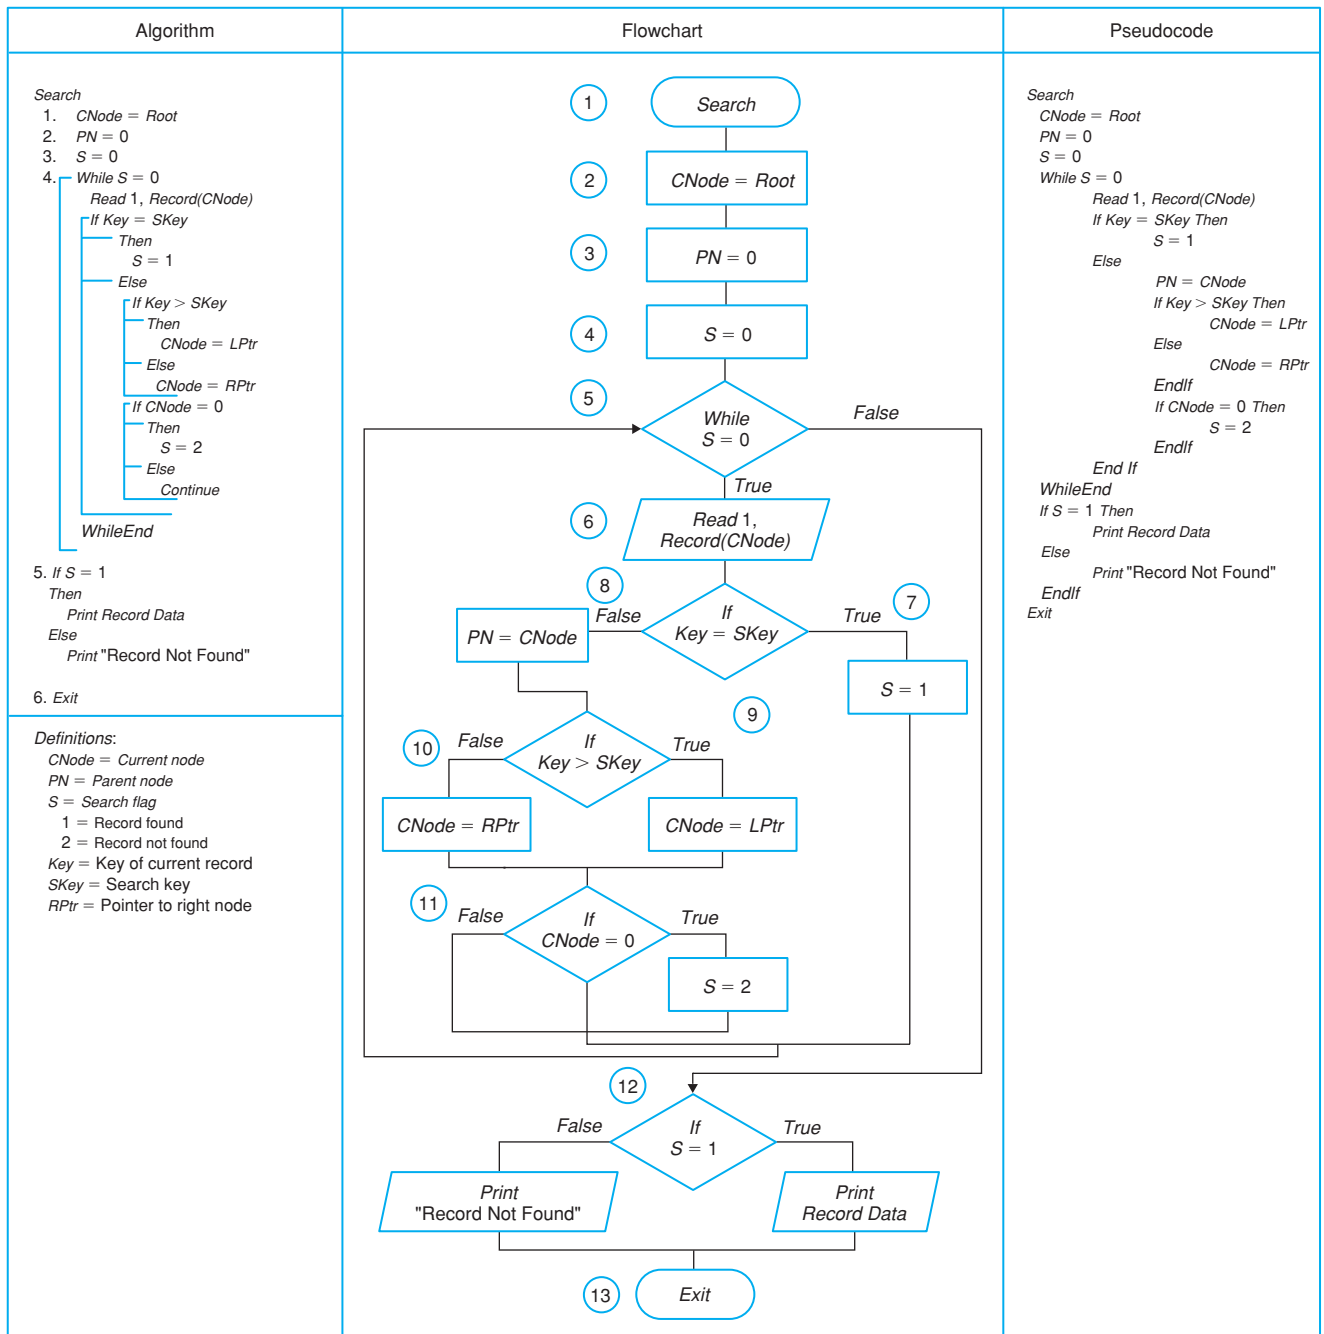 Algorithm
Search
1. CNode = Root
2. PN = 0
3. S = 0
4. While S = 0
Read 1, Record(CNode)
If Key = SKey
Then
S = 1
Else
If Key > SKey
Then
CNode = LPtr
Else
CNode = RPtr
If CNode = 0
Then
S = 2
Else
Continue
WhileEnd
5. If S = 1
Then
Print Record Data
Else
Print "Record Not Found"
6. Exit
Definitions:
CNode = Current node
PN = Parent node
S = Search flag
1 = Record found
2 = Record not found
Key = Key of current record
SKey = Search key
RPtr = Pointer to right node
Flowchart
1
Search
2
CNode = Root
3
PN = 0
4
S = 0
5
While
S = 0
False
True
6
Read 1,
Record(CNode)
8
7
False
If
Key = SKey
True
PN = CNode
S = 1
9
10
False
If
Key > SKey
True
CNode = RPtr
CNode = LPtr
11
False
If
CNode = 0
True
S = 2
12
False
If
S = 1
True
Print
"Record Not Found"
Print
Record Data
13
Exit
Pseudocode
Search
CNode = Root
PN = 0
S = 0
While S = 0
Read 1, Record(CNode)
If Key = SKey Then
S = 1
Else
PN = CNode
If Key > SKey Then
CNode = LPtr
Else
CNode = RPtr
EndIf
If CNode = 0 Then
S = 2
EndIf
End If
WhileEnd
If S = 1 Then
Print Record Data
Else
Print "Record Not Found"
EndIf
Exit